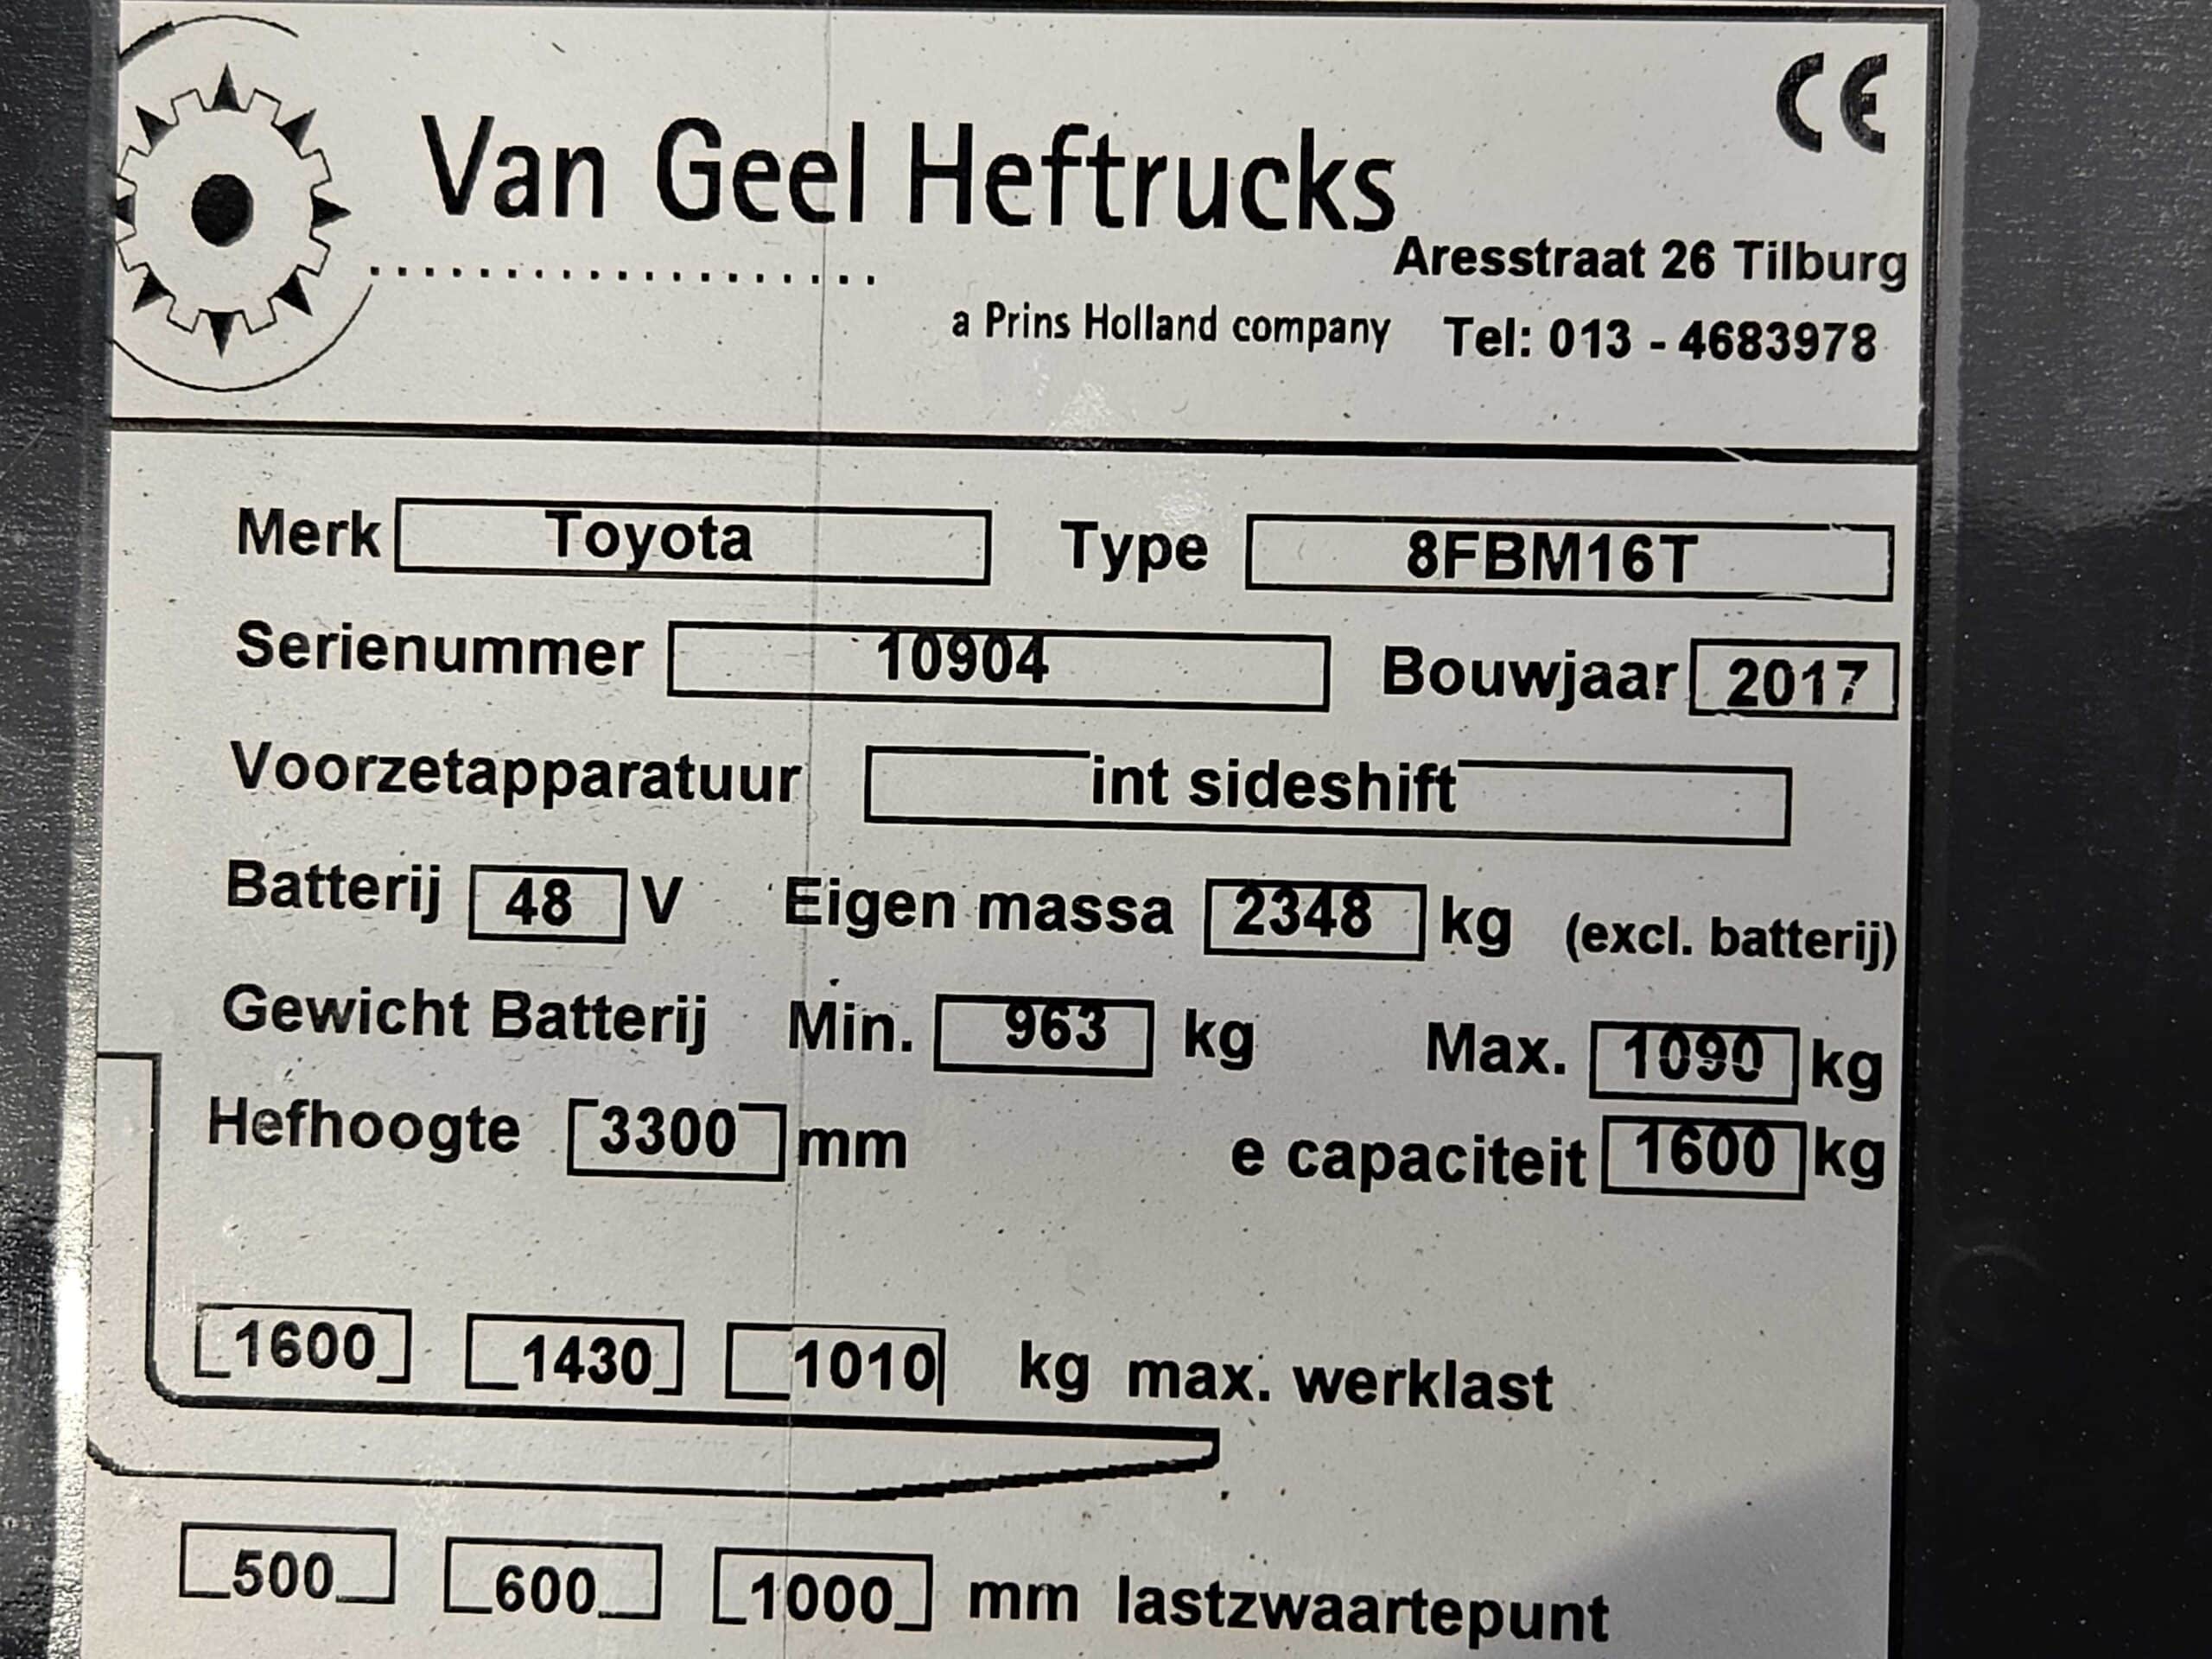 CE
Van Geel Heftrucks
Aresstraat 26 Tilburg
a Prins Holland company Tel: 013 - 4683978
Merk Toyota Type 8FBM16T
Serienummer 10904 Bouwjaar 2017
Voorzetapparatuur int sideshift
Batterij 48 V Eigen massa 2348 kg (excl. batterij)
Gewicht Batterij Min. 963 kg Max. 1090 kg
Hefhoogte 3300 mm e capaciteit 1600 kg
1600 1430 1010 kg max. werklast
500 600 1000 mm lastzwaartepunt